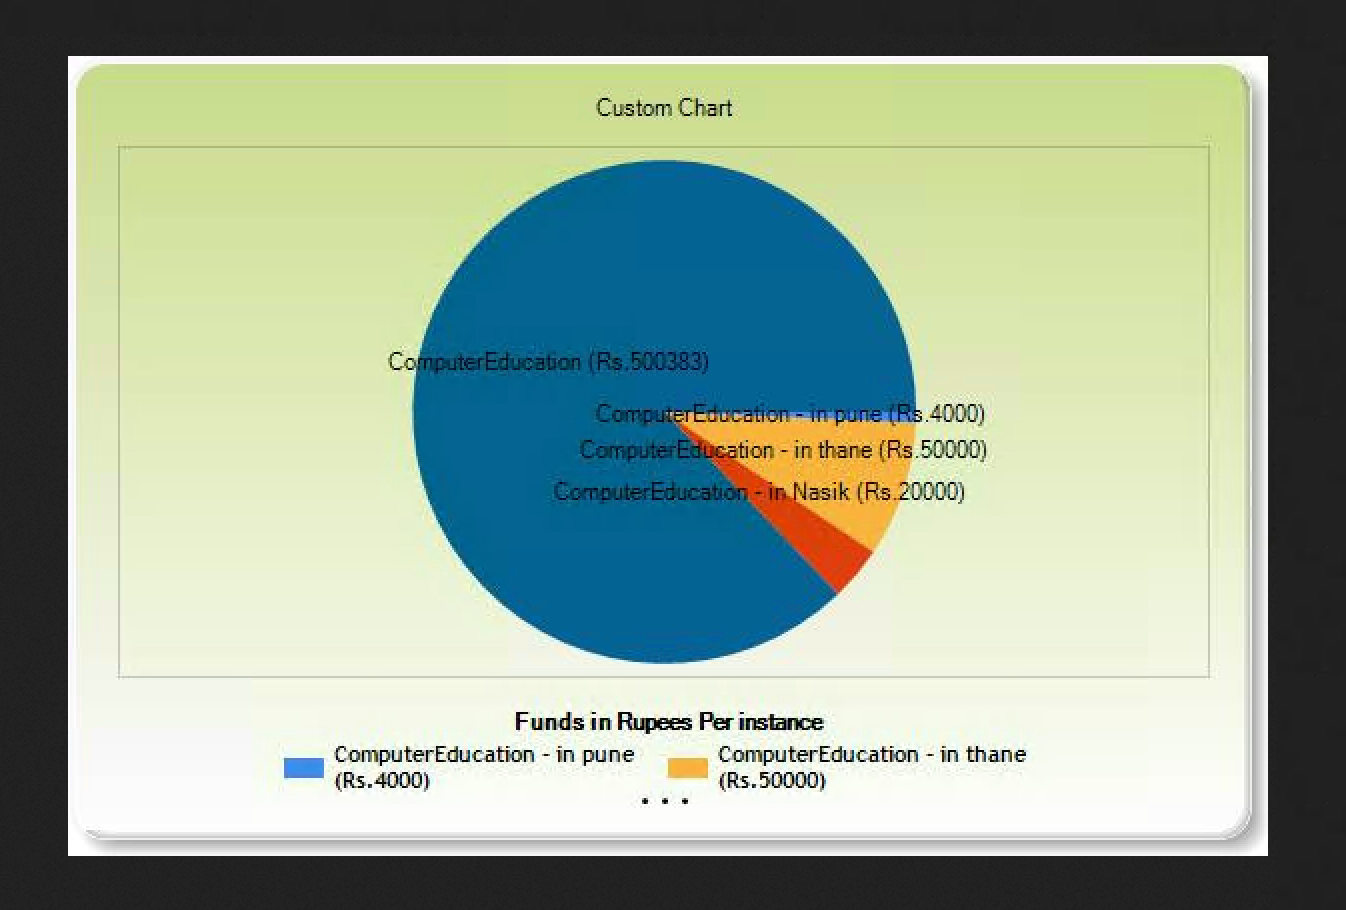 Custom Chart
ComputerEducation (Rs.500383)
ComputerEducation - in pune (Rs.4000)
ComputerEducation - in thane (Rs.50000)
ComputerEducation - in Nasik (Rs.20000)
Funds in Rupees Per instance
ComputerEducation - in pune
(Rs.4000)
ComputerEducation - in thane
(Rs.50000)
...